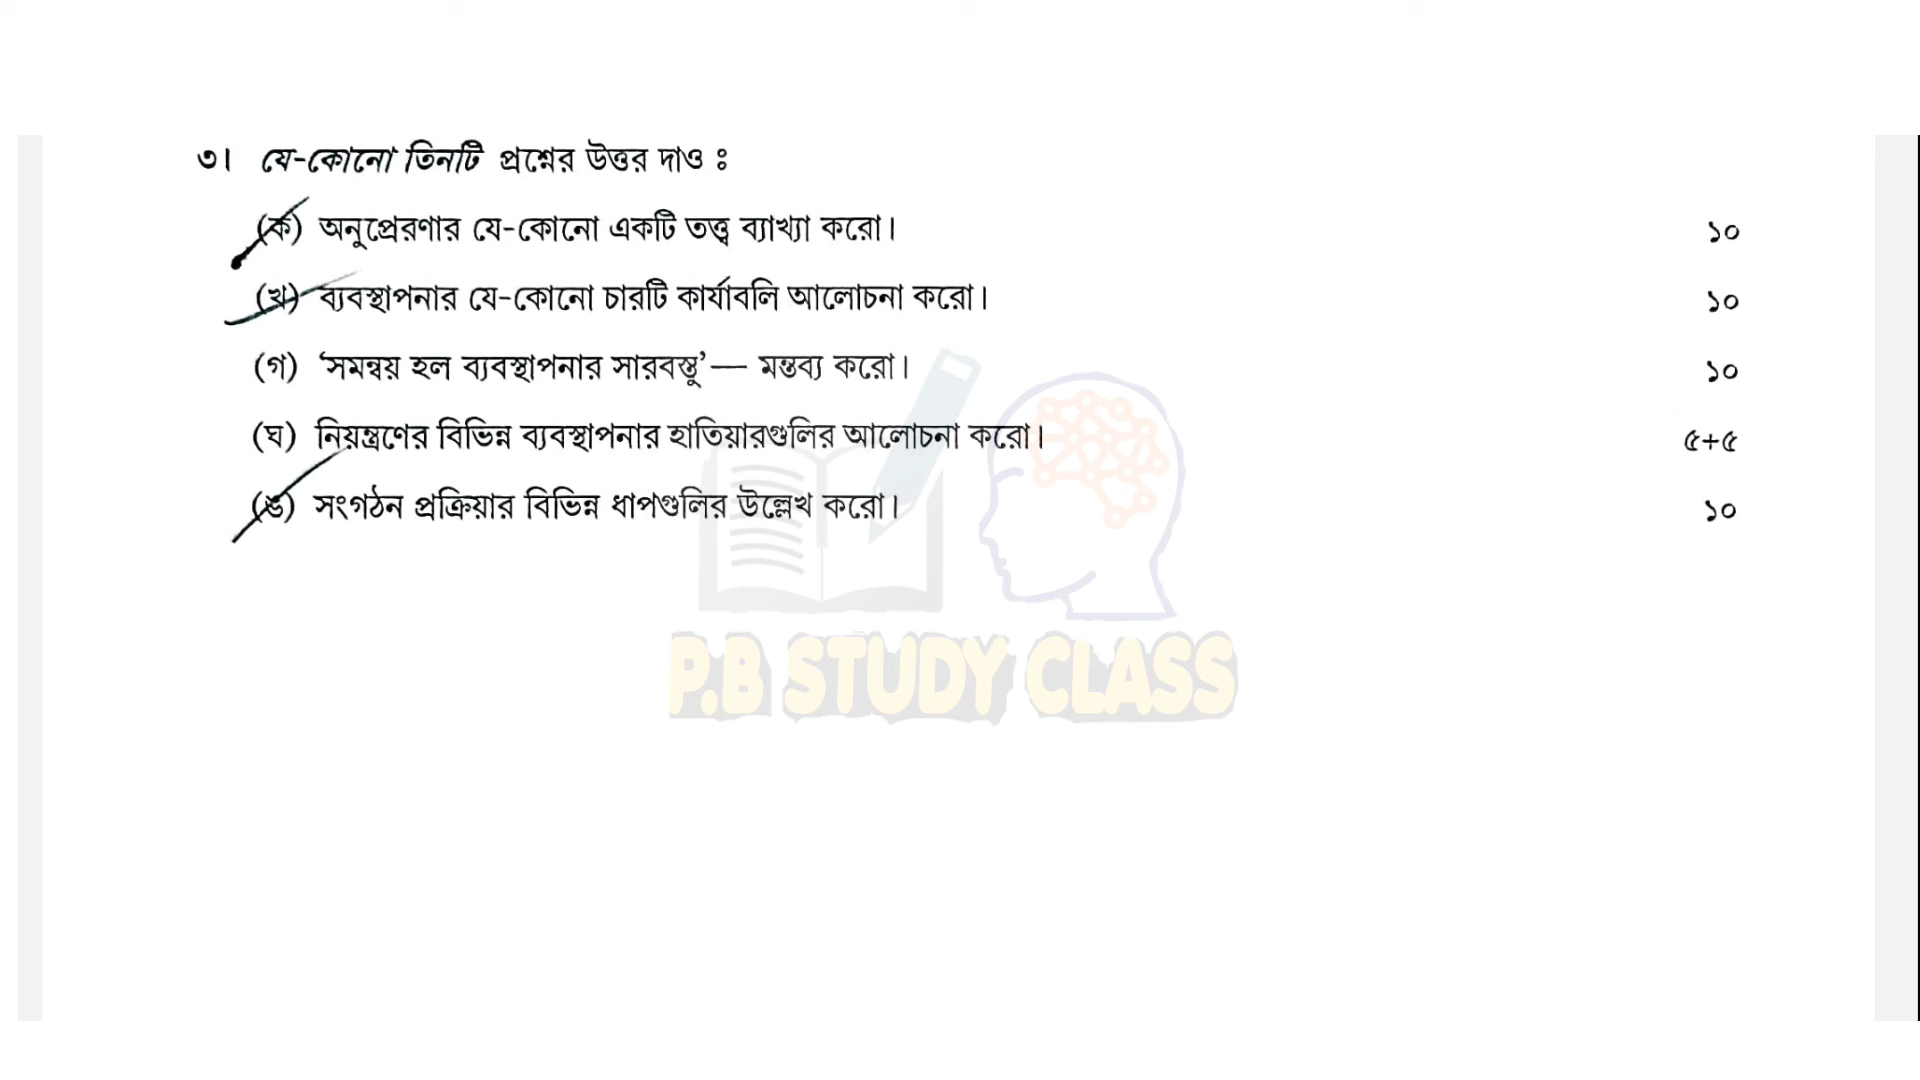 ৩। যে-কোনো তিনটি প্রশ্নের উত্তর দাও ঃ
(ক) অনুপ্রেরণার যে-কোনো একটি তত্ত্ব ব্যাখ্যা করো। ১০
(খ) ব্যবস্থাপনার যে-কোনো চারটি কার্যাবলি আলোচনা করো। ১০
(গ) ‘সমন্বয় হল ব্যবস্থাপনার সারবস্তু’— মন্তব্য করো। ১০
(ঘ) নিয়ন্ত্রণের বিভিন্ন ব্যবস্থাপনার হাতিয়ারগুলির আলোচনা করো। ৫+৫
(ঙ) সংগঠন প্রক্রিয়ার বিভিন্ন ধাপগুলির উল্লেখ করো। ১০
P.B STUDY CLASS